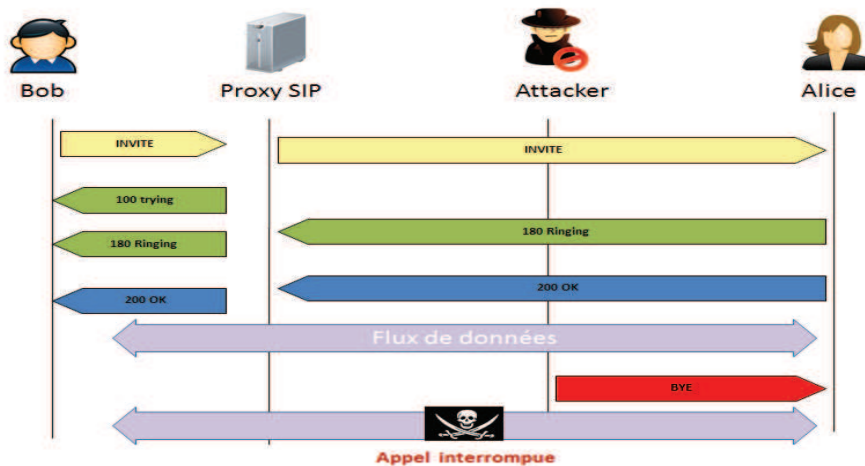 Bob
Proxy SIP
Attacker
Alice
INVITE
INVITE
100 trying
180 Ringing
180 Ringing
200 OK
200 OK
Flux de données
BYE
Appel interrompue